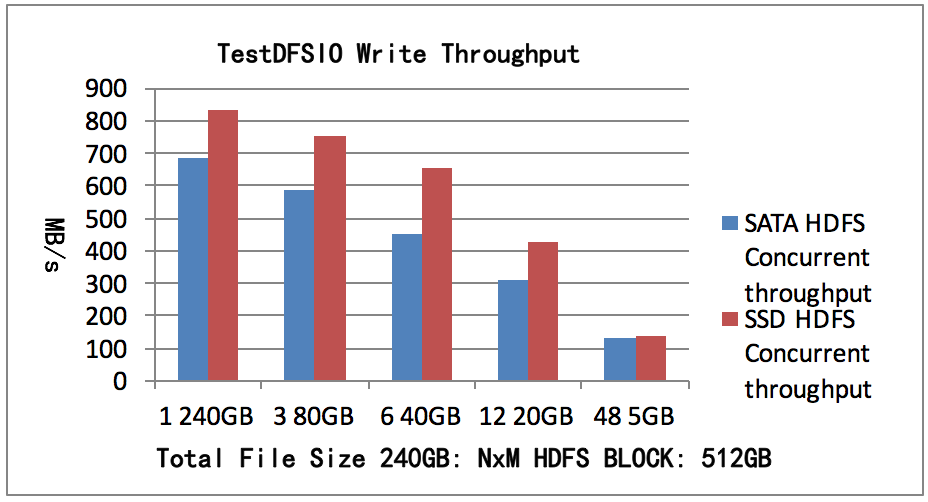 TestDFSIO Write Throughput
900
800
700
600
500
400
300
200
100
0
MB/s
1 240GB
3 80GB
6 40GB
12 20GB
48 5GB
Total File Size 240GB: NxM HDFS BLOCK: 512GB
SATA HDFS
Concurrent
throughput
SSD HDFS
Concurrent
throughput